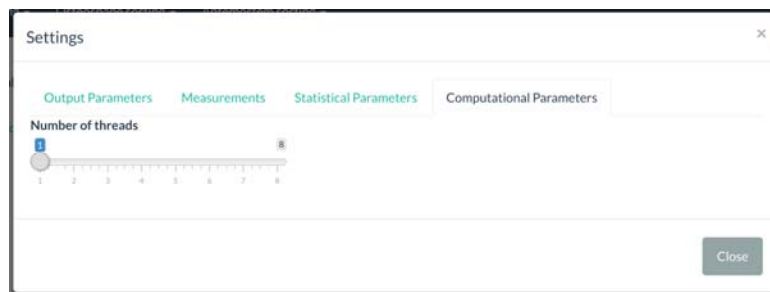 Settings
×
Output Parameters Measurements Statistical Parameters Computational Parameters
Number of threads
1 8
1 2 3 4 5 6 7 8
Close